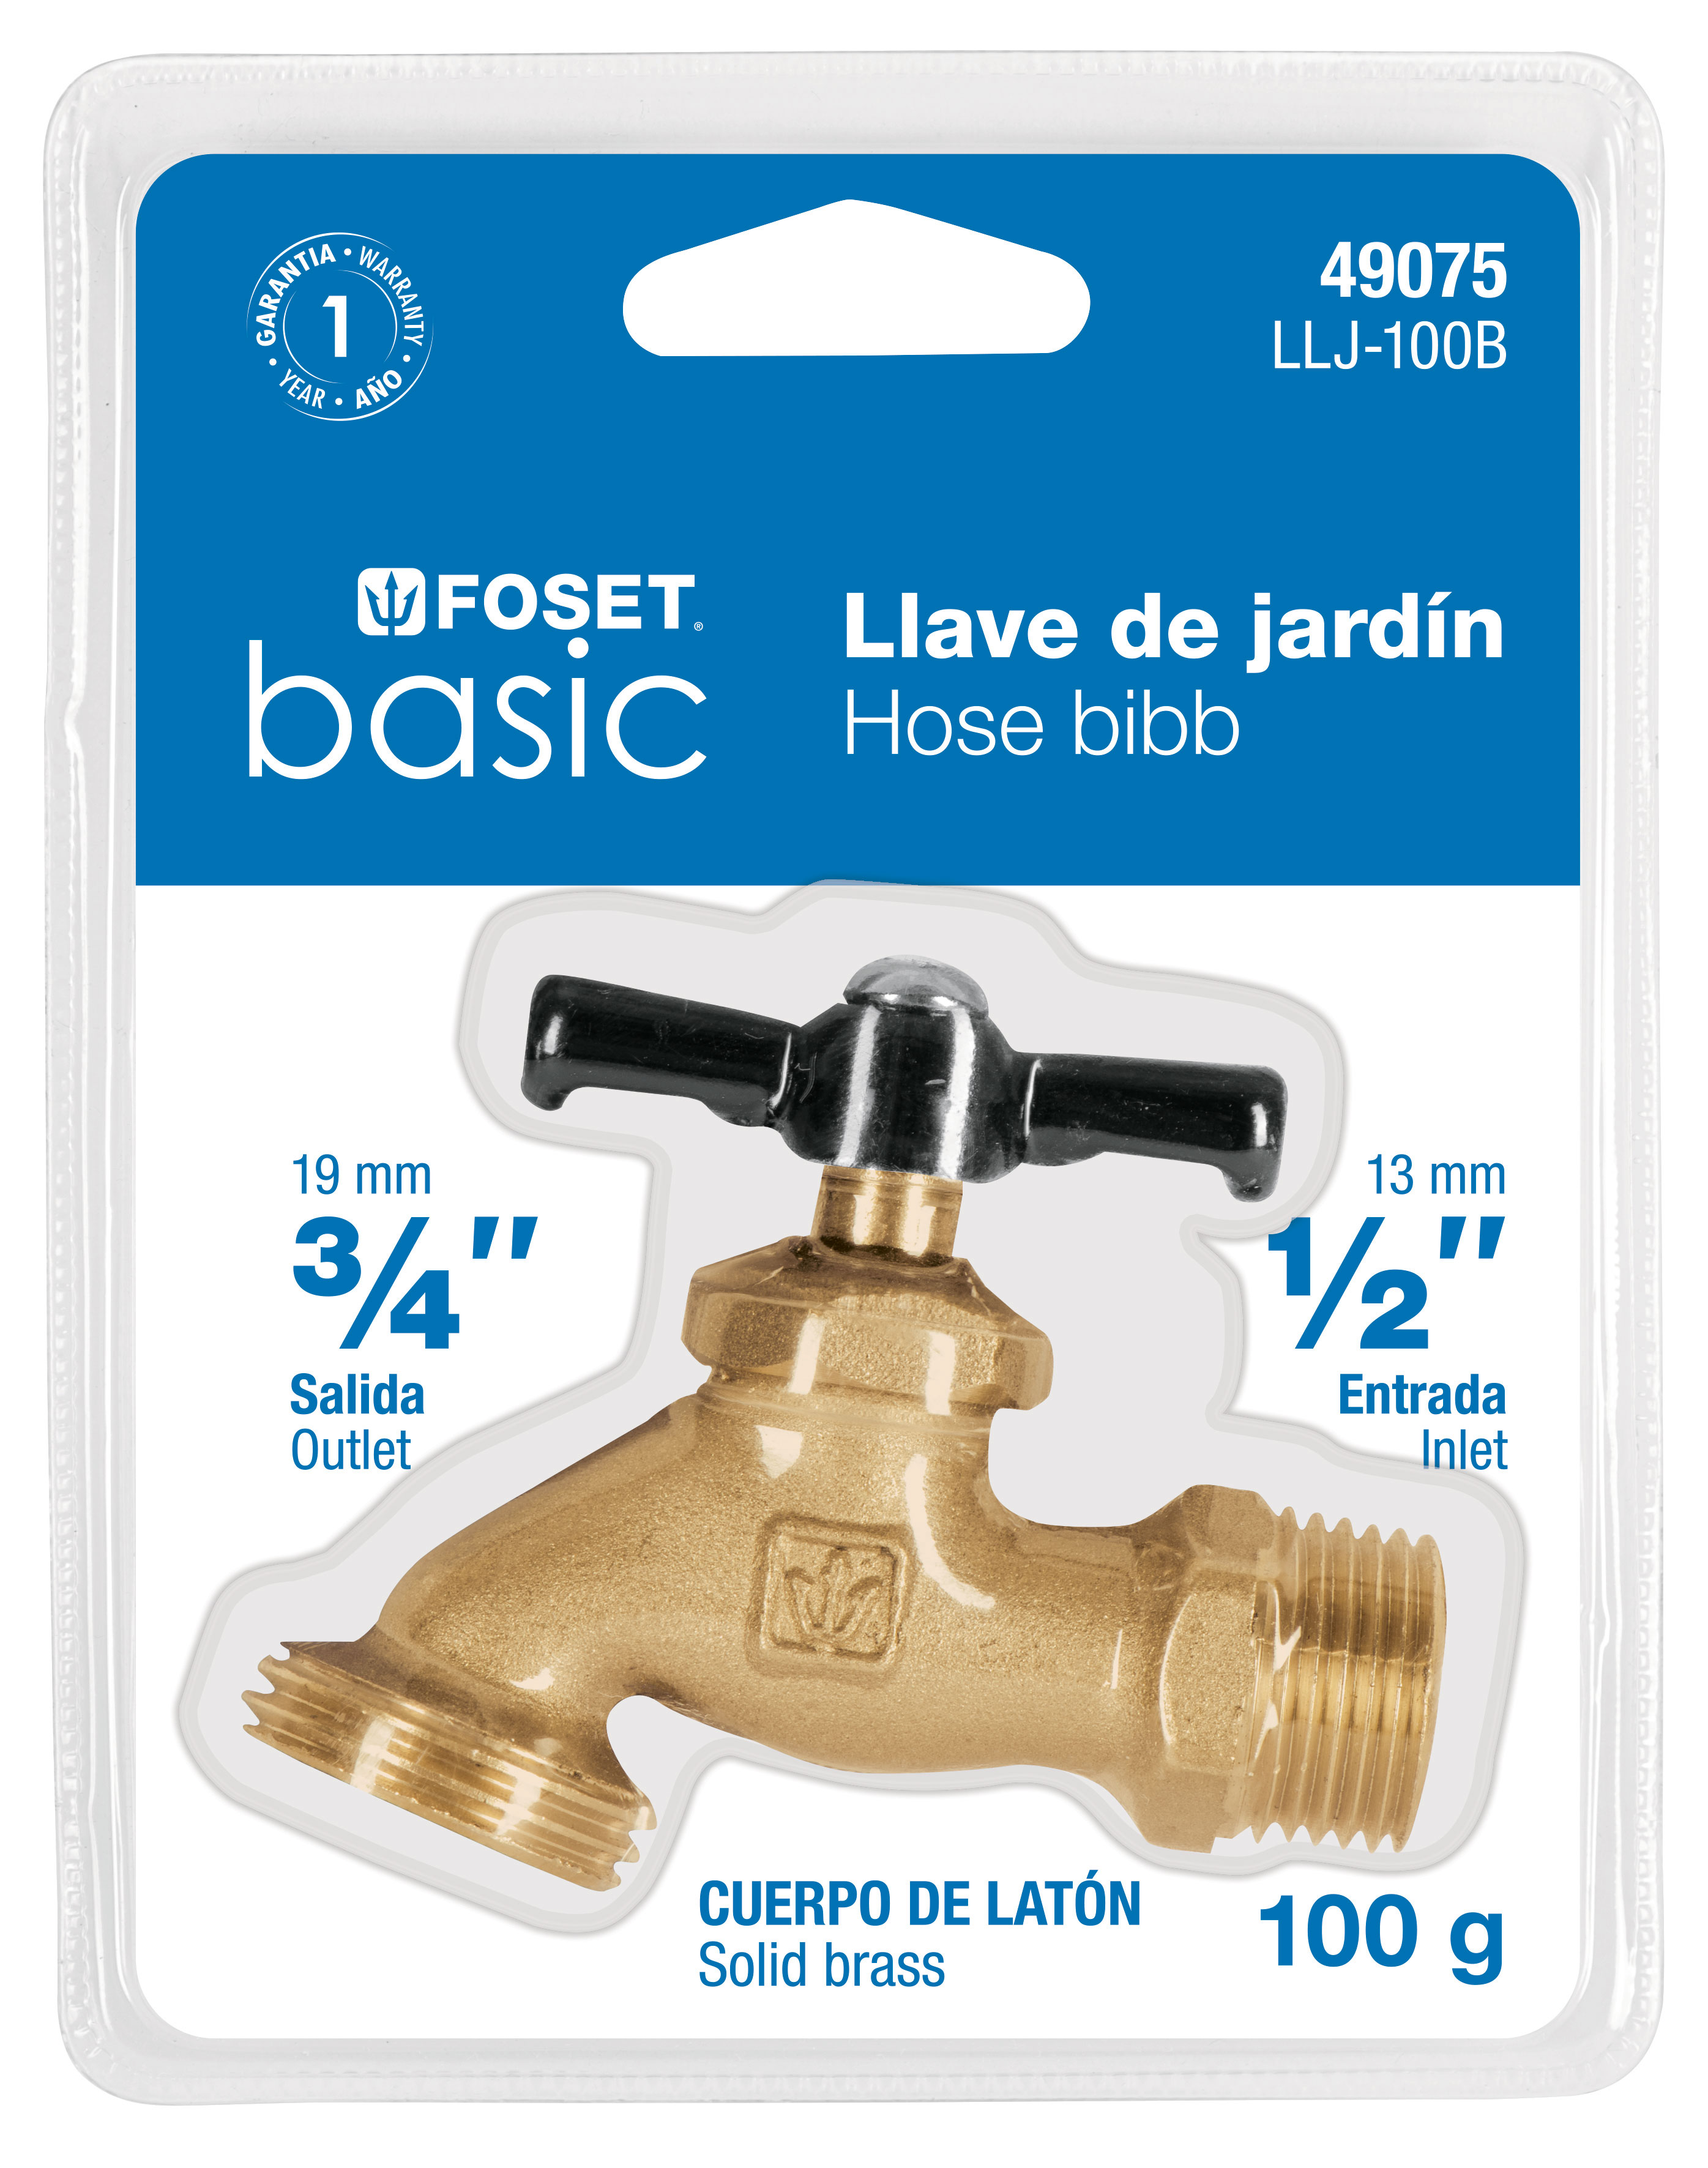 GARANTIA • WARRANTY •
1
YEAR • AÑO •
49075
LLJ-100B
FOSET®
basic
Llave de jardín
Hose bibb
19 mm
3/4"
Salida
Outlet
13 mm
1/2"
Entrada
Inlet
CUERPO DE LATÓN
Solid brass
100 g